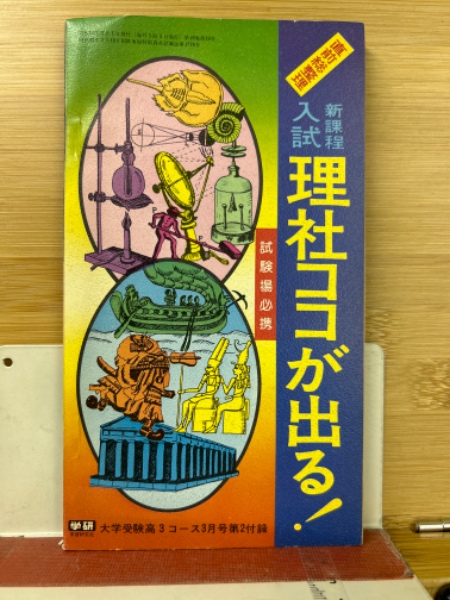 直前総整理
新課程
入試
理社ココが出る!
試験場必携
学研
大学受験高3コース3月号第2付録